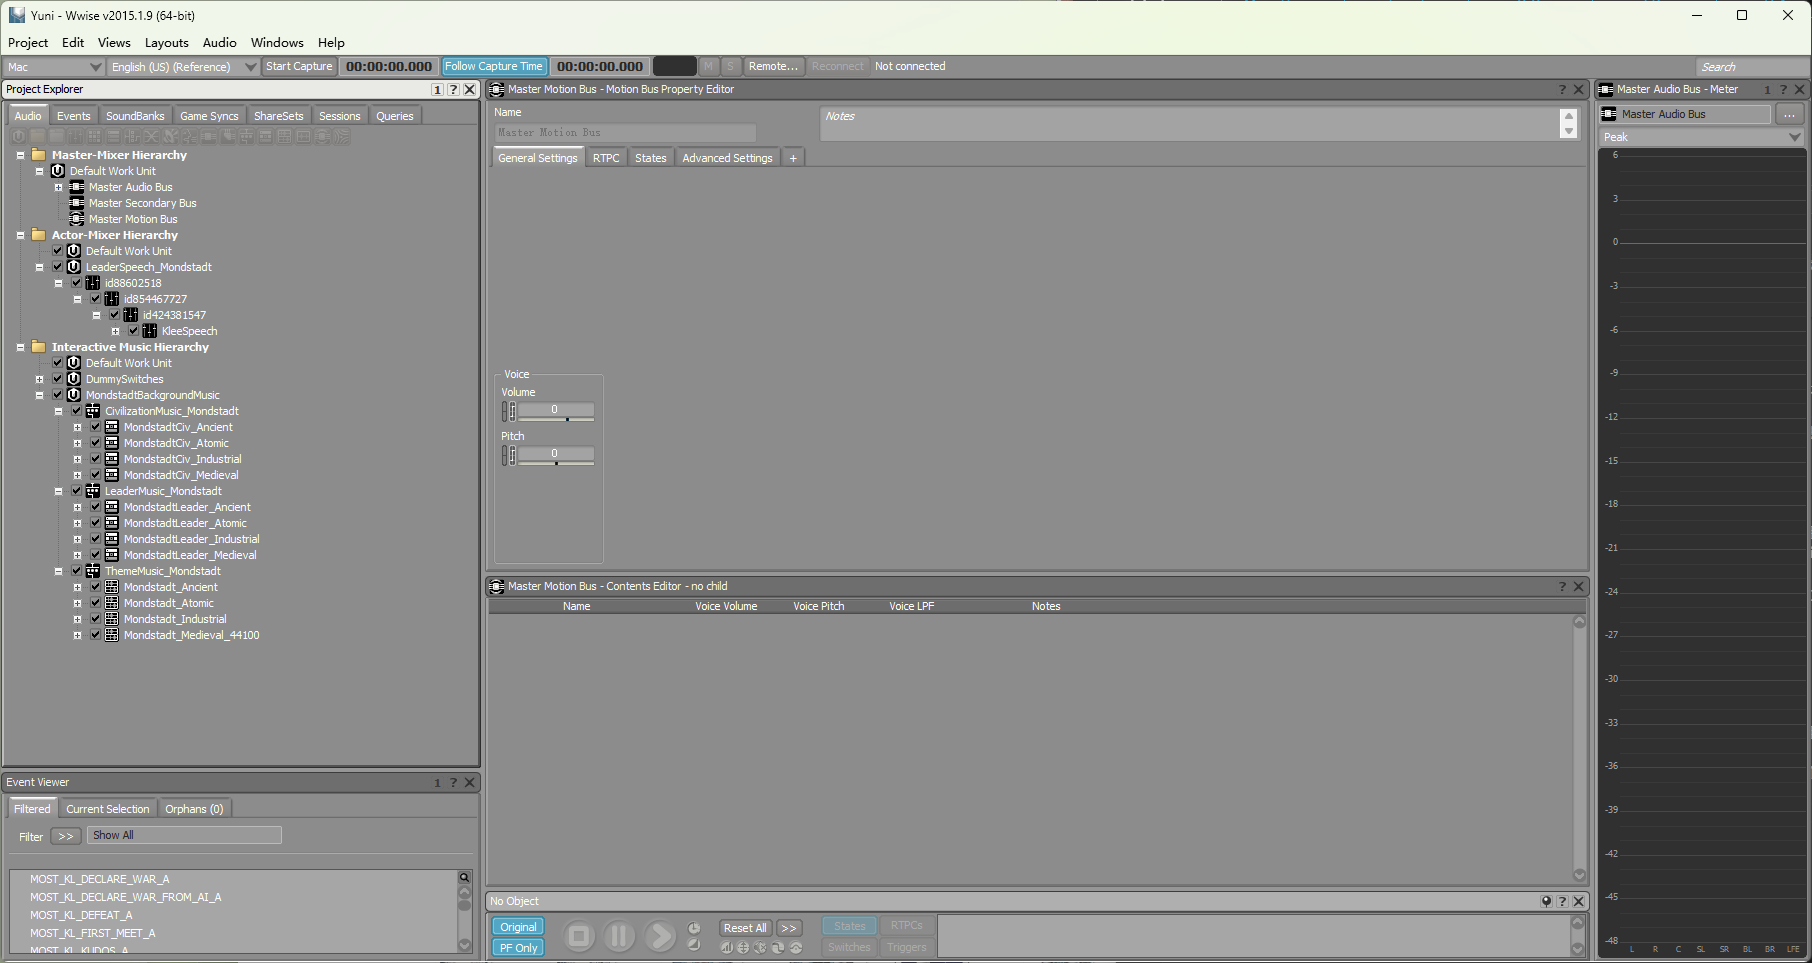 Yuni - Wwise v2015.1.9 (64-bit)
Project Edit Views Layouts Audio Windows Help
Mac English (US) (Reference) Start Capture 00:00:00.000 Follow Capture Time 00:00:00.000 M S Remote... Reconnect Not connected Search
Project Explorer 1 ?
Audio Events SoundBanks Game Syncs ShareSets Sessions Queries
Master-Mixer Hierarchy
Default Work Unit
Master Audio Bus
Master Secondary Bus
Master Motion Bus
Actor-Mixer Hierarchy
Default Work Unit
LeaderSpeech_Mondstadt
id88602518
id854467727
id424381547
KleeSpeech
Interactive Music Hierarchy
Default Work Unit
DummySwitches
MondstadtBackgroundMusic
CivilizationMusic_Mondstadt
MondstadtCiv_Ancient
MondstadtCiv_Atomic
MondstadtCiv_Industrial
MondstadtCiv_Medieval
LeaderMusic_Mondstadt
MondstadtLeader_Ancient
MondstadtLeader_Atomic
MondstadtLeader_Industrial
MondstadtLeader_Medieval
ThemeMusic_Mondstadt
Mondstadt_Ancient
Mondstadt_Atomic
Mondstadt_Industrial
Mondstadt_Medieval_44100
Event Viewer 1 ?
Filtered Current Selection Orphans (0)
Filter >> Show All
MOST_KL_DECLARE_WAR_A
MOST_KL_DECLARE_WAR_FROM_AI_A
MOST_KL_DEFEAT_A
MOST_KL_FIRST_MEET_A
MOST_KL_KUDOS_A
Master Motion Bus - Motion Bus Property Editor ?
Name
Master Motion Bus
Notes
General Settings RTPC States Advanced Settings +
Voice
Volume
0
Pitch
0
Master Motion Bus - Contents Editor - no child ?
Name Voice Volume Voice Pitch Voice LPF Notes
No Object ?
Original
PF Only
Reset All >>
States RTPCs
Switches Triggers
Master Audio Bus - Meter 1 ?
Master Audio Bus ...
Peak
6
3
0
-3
-6
-9
-12
-15
-18
-21
-24
-27
-30
-33
-36
-39
-42
-45
-48
L R C SL SR BL BR LFE